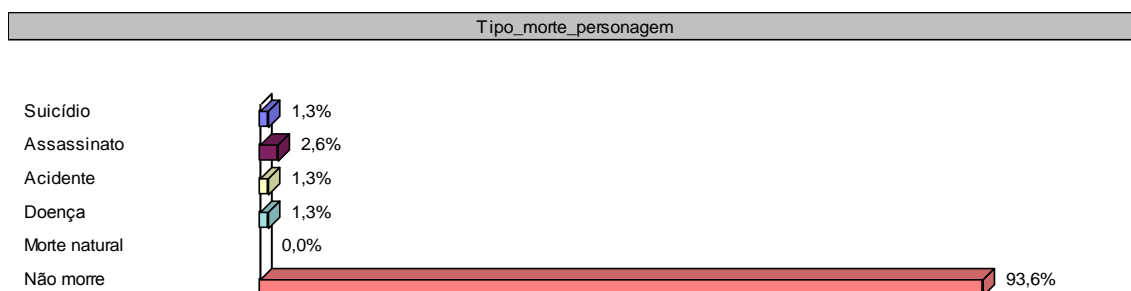 Tipo_morte_personagem
Suicídio 1,3%
Assassinato 2,6%
Acidente 1,3%
Doença 1,3%
Morte natural 0,0%
Não morre 93,6%